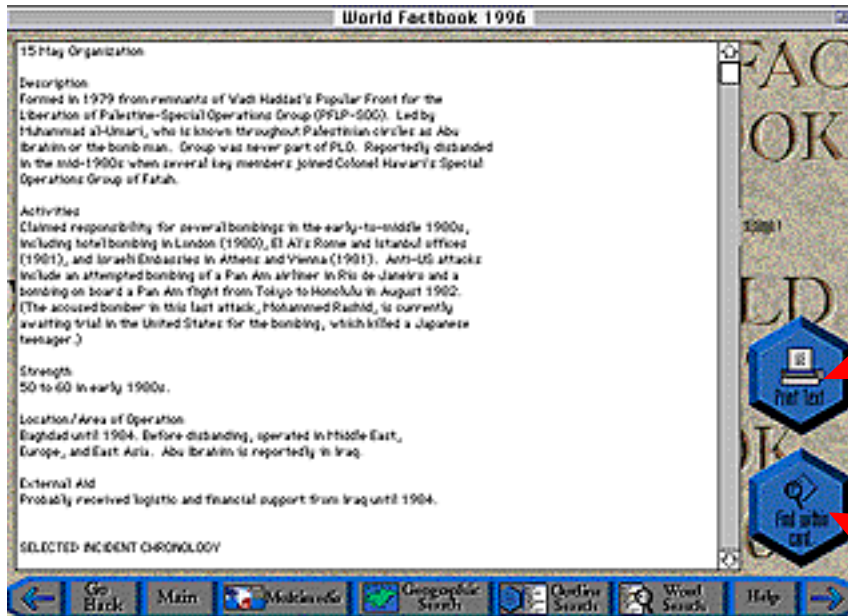 World Factbook 1996
15 May Organization
Description
Formed in 1979 from remnants of Wadi Haddad's Popular Front for the
Liberation of Palestine-Special Operations Group (PFLP-SOG). Led by
Muhammad al-Umari, who is known throughout Palestinian circles as Abu
Ibrahim or the bomb man. Group was never part of PLO. Reportedly disbanded
in the mid-1980s when several key members joined Colonel Hawari's Special
Operations Group of Fatah.
Activities
Claimed responsibility for several bombings in the early-to-middle 1980s,
including hotel bombing in London (1980), El Al's Rome and Istanbul offices
(1981), and Israeli Embassies in Athens and Vienna (1981). Anti-US attacks
include an attempted bombing of a Pan Am airliner in Rio de Janeiro and a
bombing on board a Pan Am flight from Tokyo to Honolulu in August 1982.
(The accused bomber in this last attack, Mohammed Rashid, is currently
awaiting trial in the United States for the bombing, which killed a Japanese
teenager.)
Strength
50 to 60 in early 1980s.
Location/Area of Operation
Baghdad until 1984. Before disbanding, operated in Middle East,
Europe, and East Asia. Abu Ibrahim is reportedly in Iraq.
External Aid
Probably received logistic and financial support from Iraq until 1984.
SELECTED INCIDENT CHRONOLOGY
FAC
OOK
LD
OK
Print Text
Find within
card.
Go
Back
Main
Multimedia
Geographic
Search
Outline
Search
Word
Search
Help